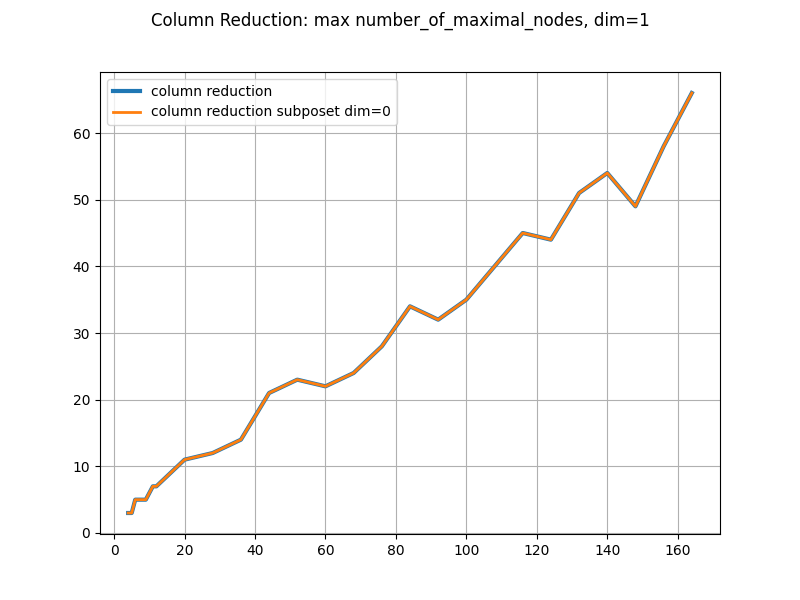 Column Reduction: max number_of_maximal_nodes, dim=1
column reduction
column reduction subposet dim=0
60
50
40
30
20
10
0
0 20 40 60 80 100 120 140 160